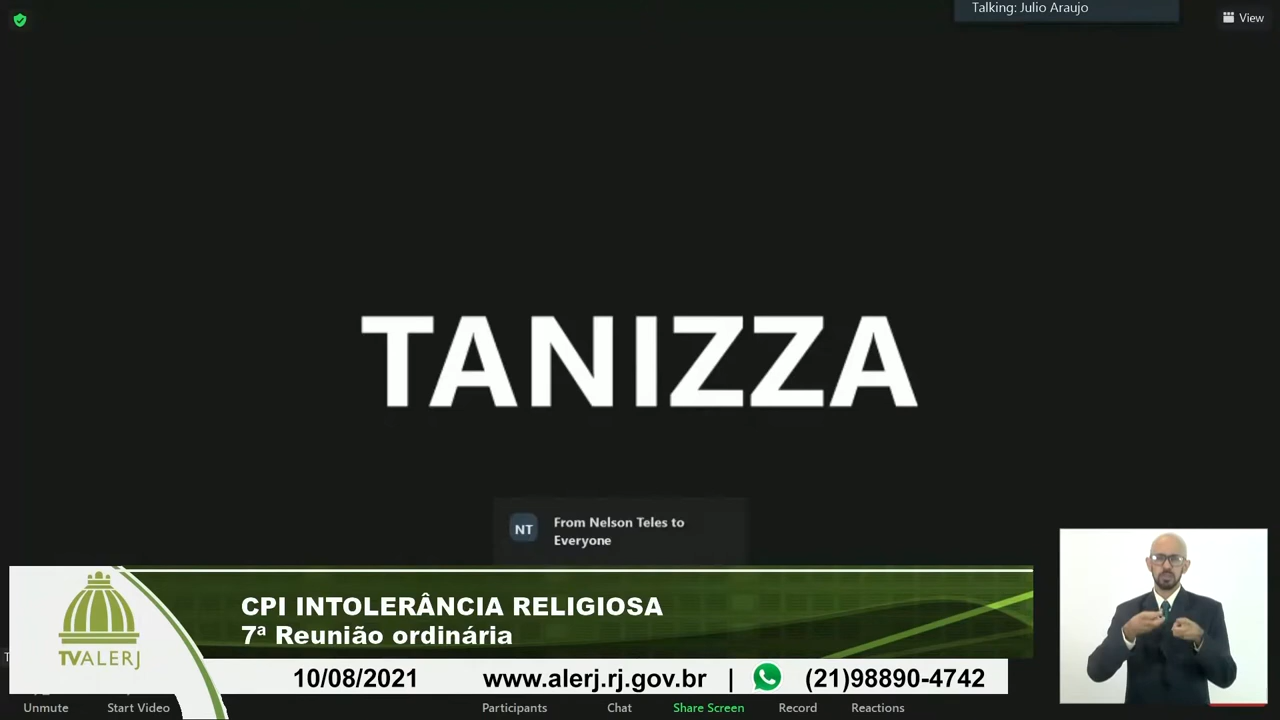 Talking: Julio Araujo
View
TANIZZA
NT
From Nelson Teles to
Everyone
CPI INTOLERÂNCIA RELIGIOSA
7ª Reunião ordinária
TVALERJ
10/08/2021 www.alerj.rj.gov.br | (21)98890-4742
Unmute Start Video Participants Chat Share Screen Record Reactions